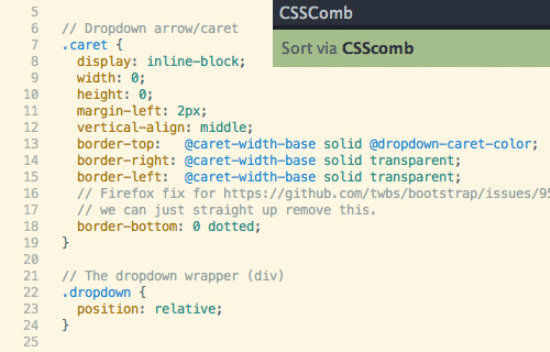 CSSComb
Sort via CSScomb
5
6 // Dropdown arrow/caret
7 .caret {
8 display: inline-block;
9 width: 0;
10 height: 0;
11 margin-left: 2px;
12 vertical-align: middle;
13 border-top:   @caret-width-base solid @dropdown-caret-color;
14 border-right: @caret-width-base solid transparent;
15 border-left:  @caret-width-base solid transparent;
16 // Firefox fix for https://github.com/twbs/bootstrap/issues/95
17 // we can just straight up remove this.
18 border-bottom: 0 dotted;
19 }
20
21 // The dropdown wrapper (div)
22 .dropdown {
23 position: relative;
24 }
25